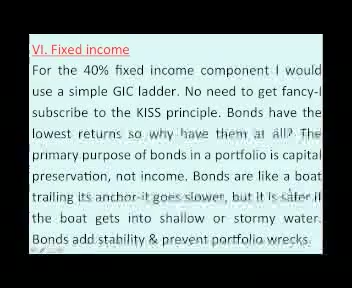 VI. Fixed income
For the 40% fixed income component I would
use a simple GIC ladder. No need to get fancy-I
subscribe to the KISS principle. Bonds have the
lowest returns so why have them at all? The
primary purpose of bonds in a portfolio is capital
preservation, not income. Bonds are like a boat
trailing its anchor-it goes slower, but it is safer if
the boat gets into shallow or stormy water.
Bonds add stability & prevent portfolio wrecks.